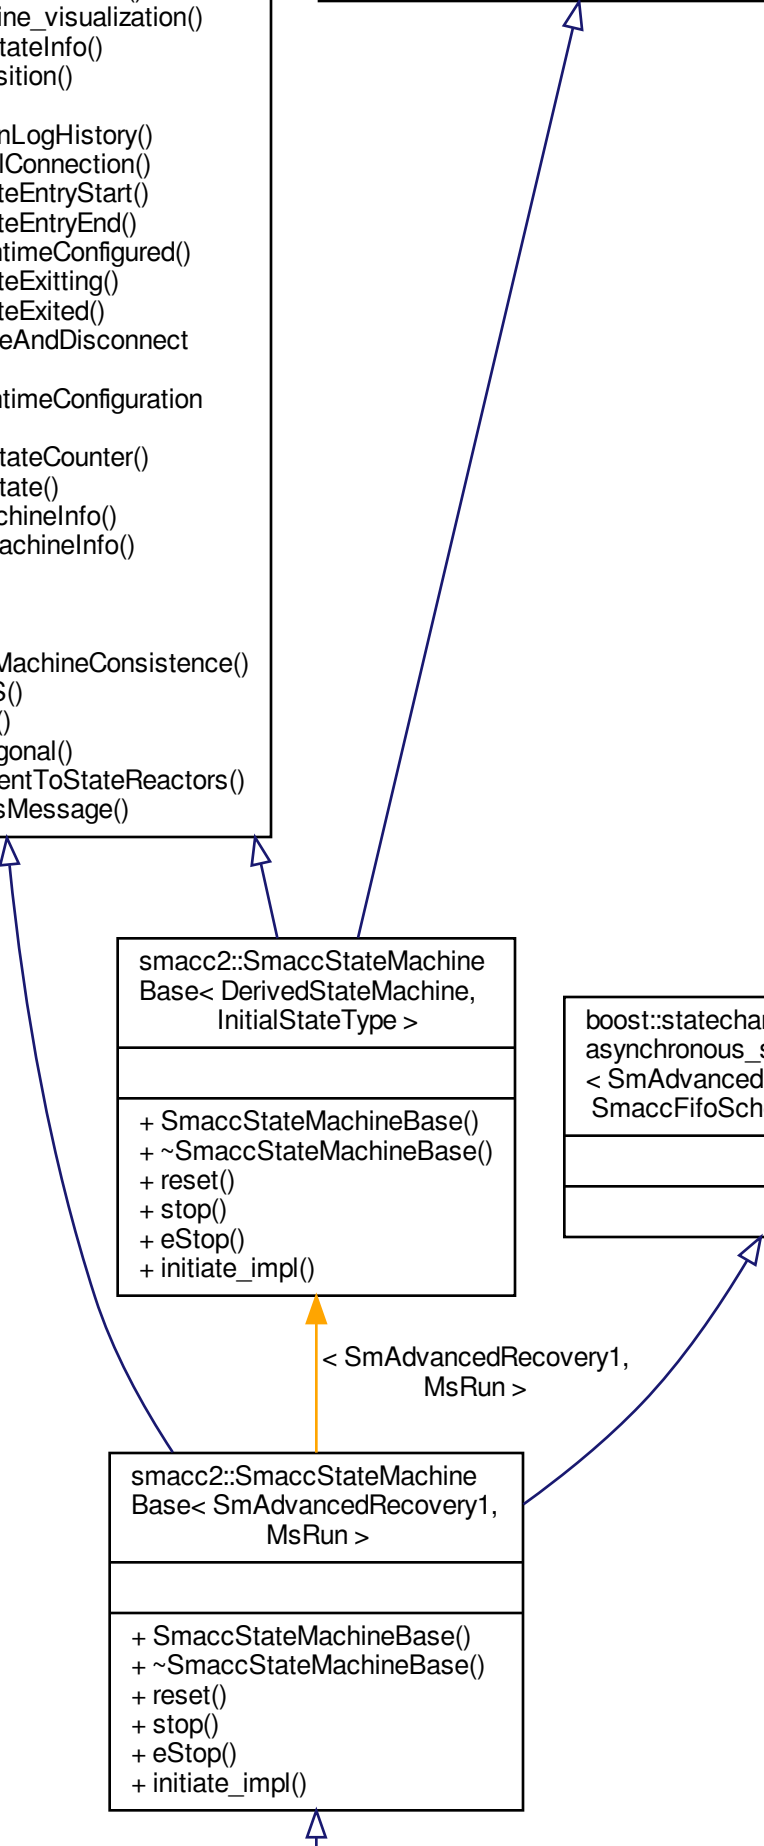 ine_visualization()
tateInfo()
sition()
nLogHistory()
lConnection()
teEntryStart()
teEntryEnd()
ntimeConfigured()
teExitting()
teExited()
eAndDisconnect
ntimeConfiguration
tateCounter()
tate()
chineInfo()
achineInfo()
MachineConsistence()
S()
()
gonal()
entToStateReactors()
sMessage()
smacc2::SmaccStateMachine
Base< DerivedStateMachine,
InitialStateType >
+ SmaccStateMachineBase()
+ ~SmaccStateMachineBase()
+ reset()
+ stop()
+ eStop()
+ initiate_impl()
boost::statechar
asynchronous_s
< SmAdvanced
SmaccFifoSch
< SmAdvancedRecovery1,
MsRun >
smacc2::SmaccStateMachine
Base< SmAdvancedRecovery1,
MsRun >
+ SmaccStateMachineBase()
+ ~SmaccStateMachineBase()
+ reset()
+ stop()
+ eStop()
+ initiate_impl()